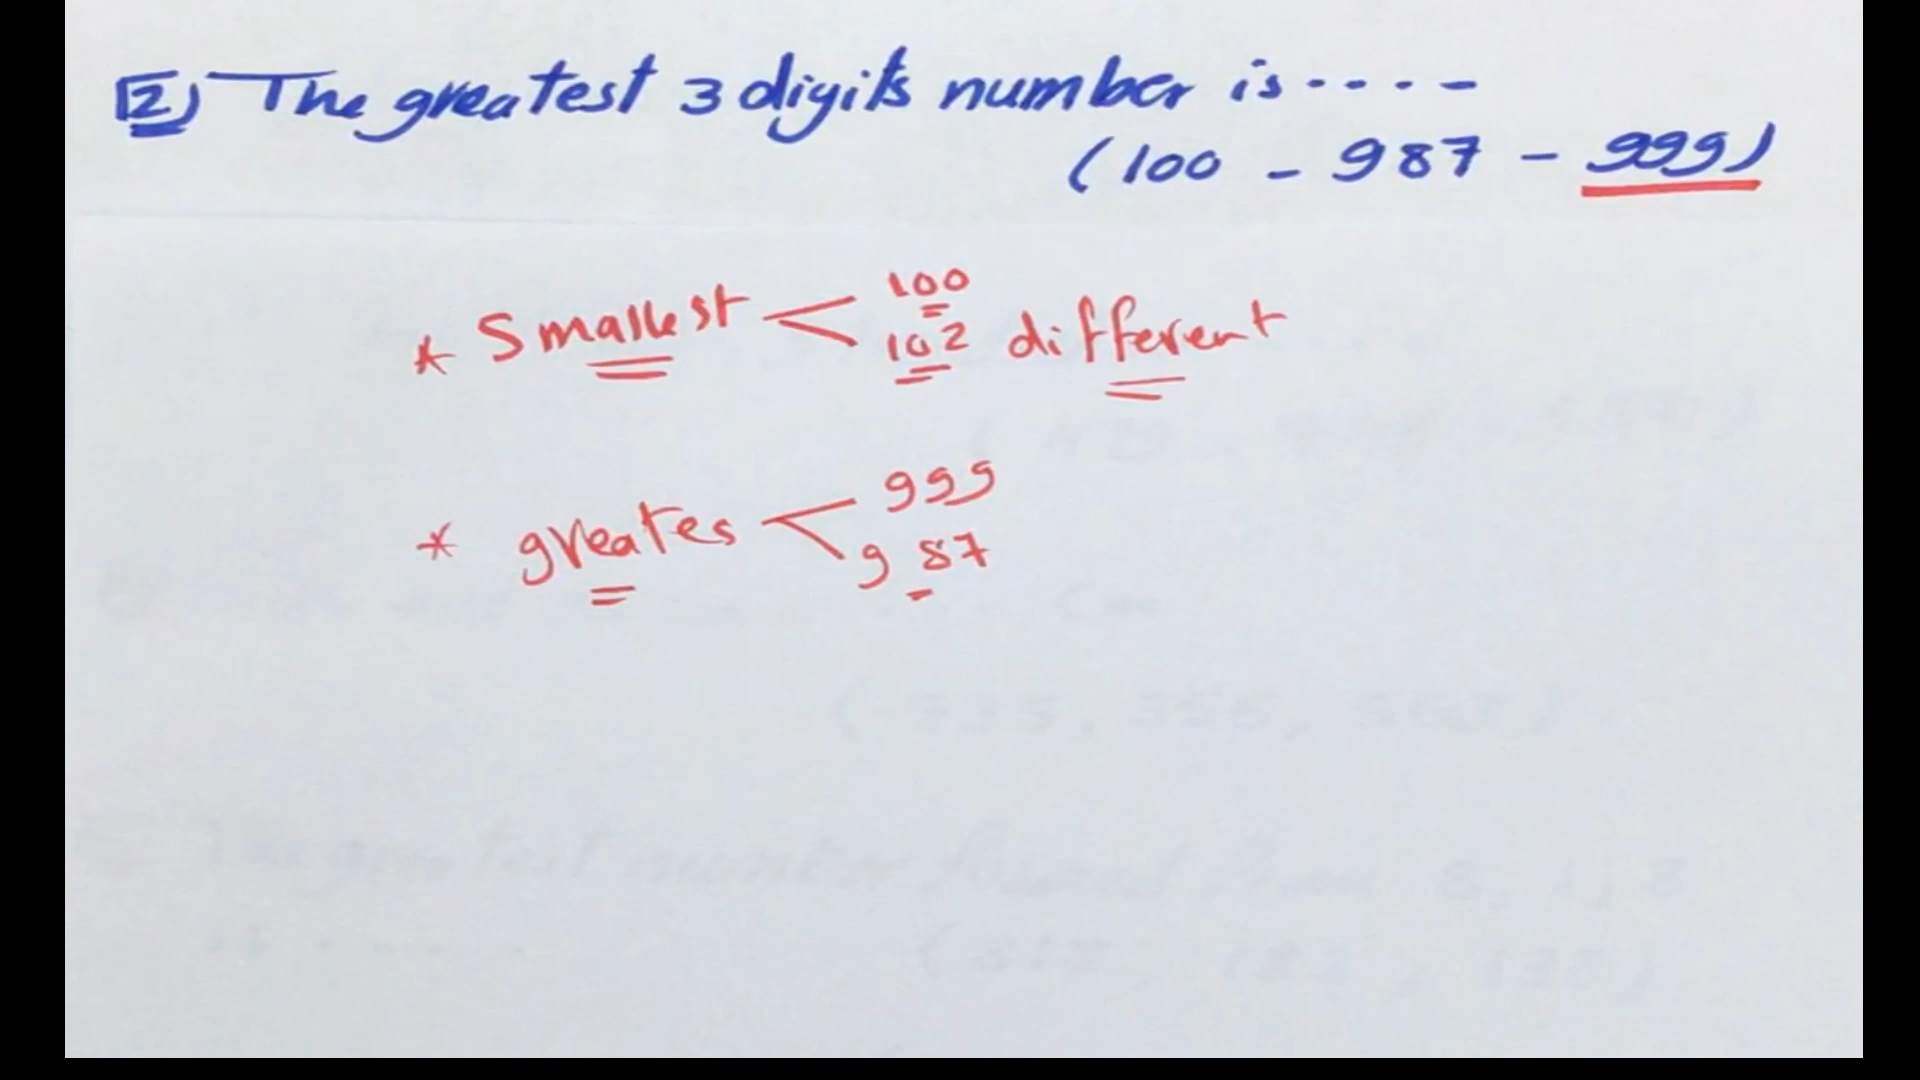 2) The greatest 3 digits number is ....-
(100 - 987 - 999)
* Smallest < 100
102 different
* greates < 999
987